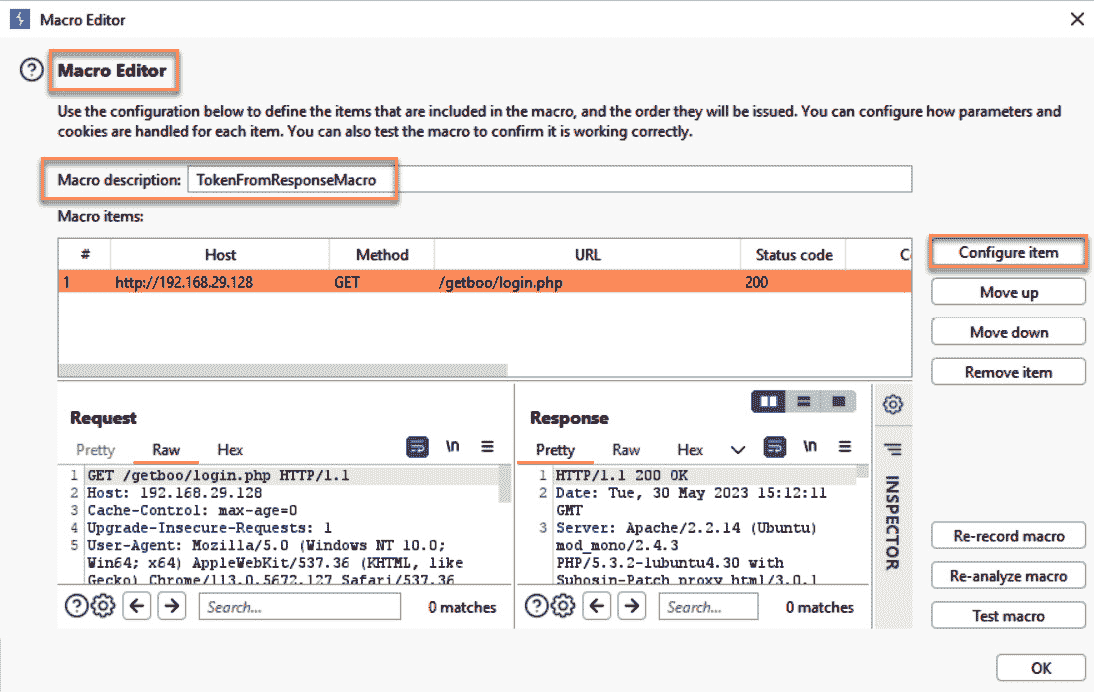 Macro Editor
Macro Editor
Use the configuration below to define the items that are included in the macro, and the order they will be issued. You can configure how parameters and
cookies are handled for each item. You can also test the macro to confirm it is working correctly.
Macro description: TokenFromResponseMacro
Macro items:
# Host Method URL Status code
1 http://192.168.29.128 GET /getboo/login.php 200
Configure item
Move up
Move down
Remove item
Request
Pretty Raw Hex \n
1 GET /getboo/login.php HTTP/1.1
2 Host: 192.168.29.128
3 Cache-Control: max-age=0
4 Upgrade-Insecure-Requests: 1
5 User-Agent: Mozilla/5.0 (Windows NT 10.0;
Win64; x64) AppleWebKit/537.36 (KHTML, like
Gecko) Chrome/113.0.5672.127 Safari/537.36
Search... 0 matches
Response
Pretty Raw Hex \n
1 HTTP/1.1 200 OK
2 Date: Tue, 30 May 2023 15:12:11
GMT
3 Server: Apache/2.2.14 (Ubuntu)
mod_mono/2.4.3
PHP/5.3.2-1ubuntu4.30 with
Suhosin-Patch proxy_html/3.0.1
Search... 0 matches
INSPECTOR
Re-record macro
Re-analyze macro
Test macro
OK